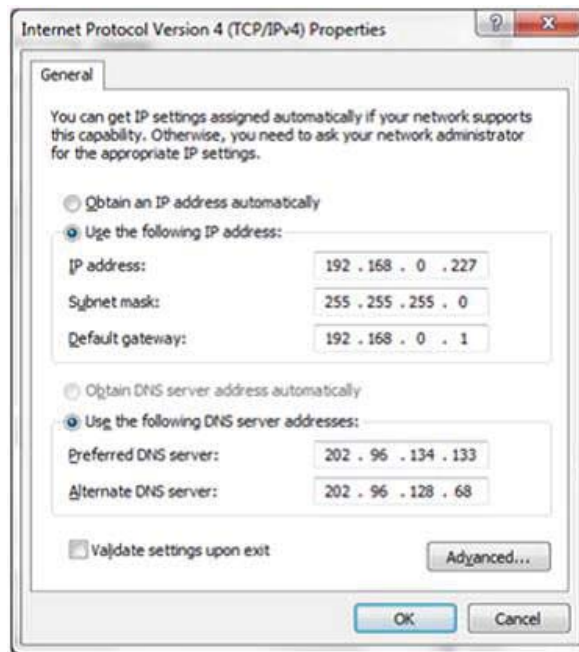 Internet Protocol Version 4 (TCP/IPv4) Properties
?
x
General
You can get IP settings assigned automatically if your network supports
this capability. Otherwise, you need to ask your network administrator
for the appropriate IP settings.
Obtain an IP address automatically
Use the following IP address:
IP address: 192 . 168 . 0 . 227
Subnet mask: 255 . 255 . 255 . 0
Default gateway: 192 . 168 . 0 . 1
Obtain DNS server address automatically
Use the following DNS server addresses:
Preferred DNS server: 202 . 96 . 134 . 133
Alternate DNS server: 202 . 96 . 128 . 68
Validate settings upon exit
Advanced...
OK
Cancel